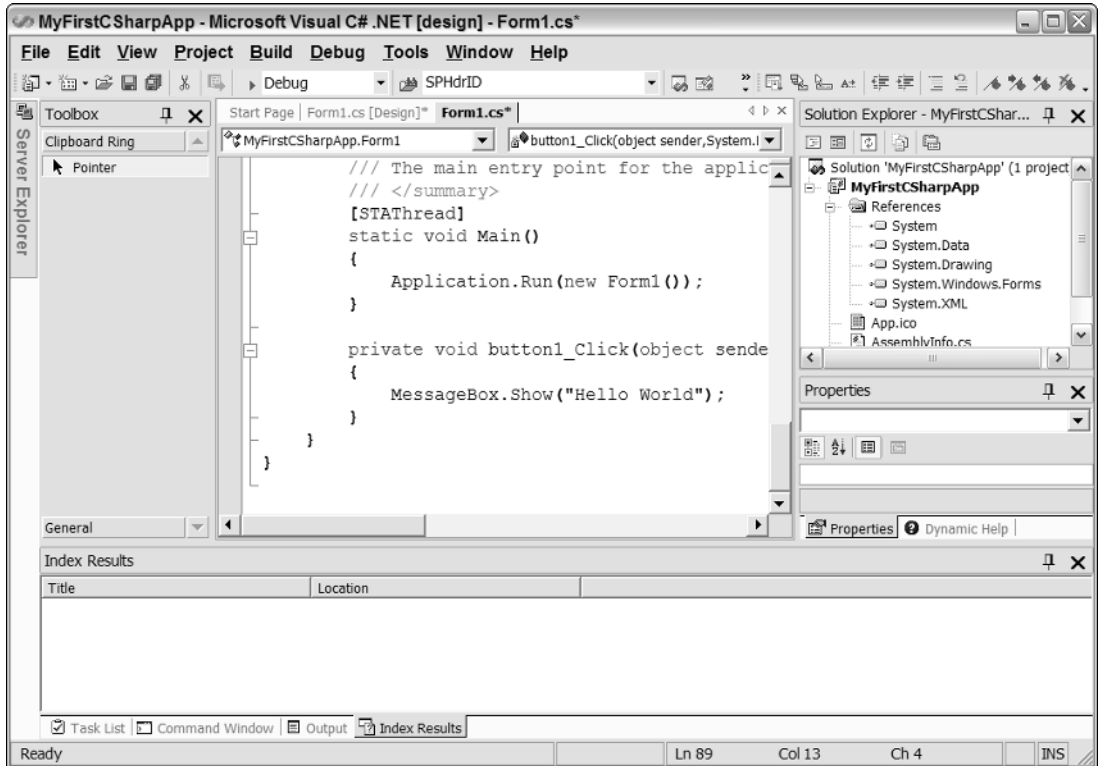 MyFirstCSharpApp - Microsoft Visual C# .NET [design] - Form1.cs*
File Edit View Project Build Debug Tools Window Help
Debug SPHdrID
Server Explorer
Toolbox
Clipboard Ring
Pointer
General
Start Page Form1.cs [Design]* Form1.cs*
MyFirstCSharpApp.Form1 button1_Click(object sender,System.
/// The main entry point for the applic
/// </summary>
[STAThread]
static void Main()
{
Application.Run(new Form1());
}
private void button1_Click(object sende
{
MessageBox.Show("Hello World");
}
}
}
Solution Explorer - MyFirstCShar...
Solution 'MyFirstCSharpApp' (1 project
MyFirstCSharpApp
References
System
System.Data
System.Drawing
System.Windows.Forms
System.XML
App.ico
AssemblyInfo.cs
Properties
Properties Dynamic Help
Index Results
Title Location
Task List Command Window Output Index Results
Ready Ln 89 Col 13 Ch 4 INS